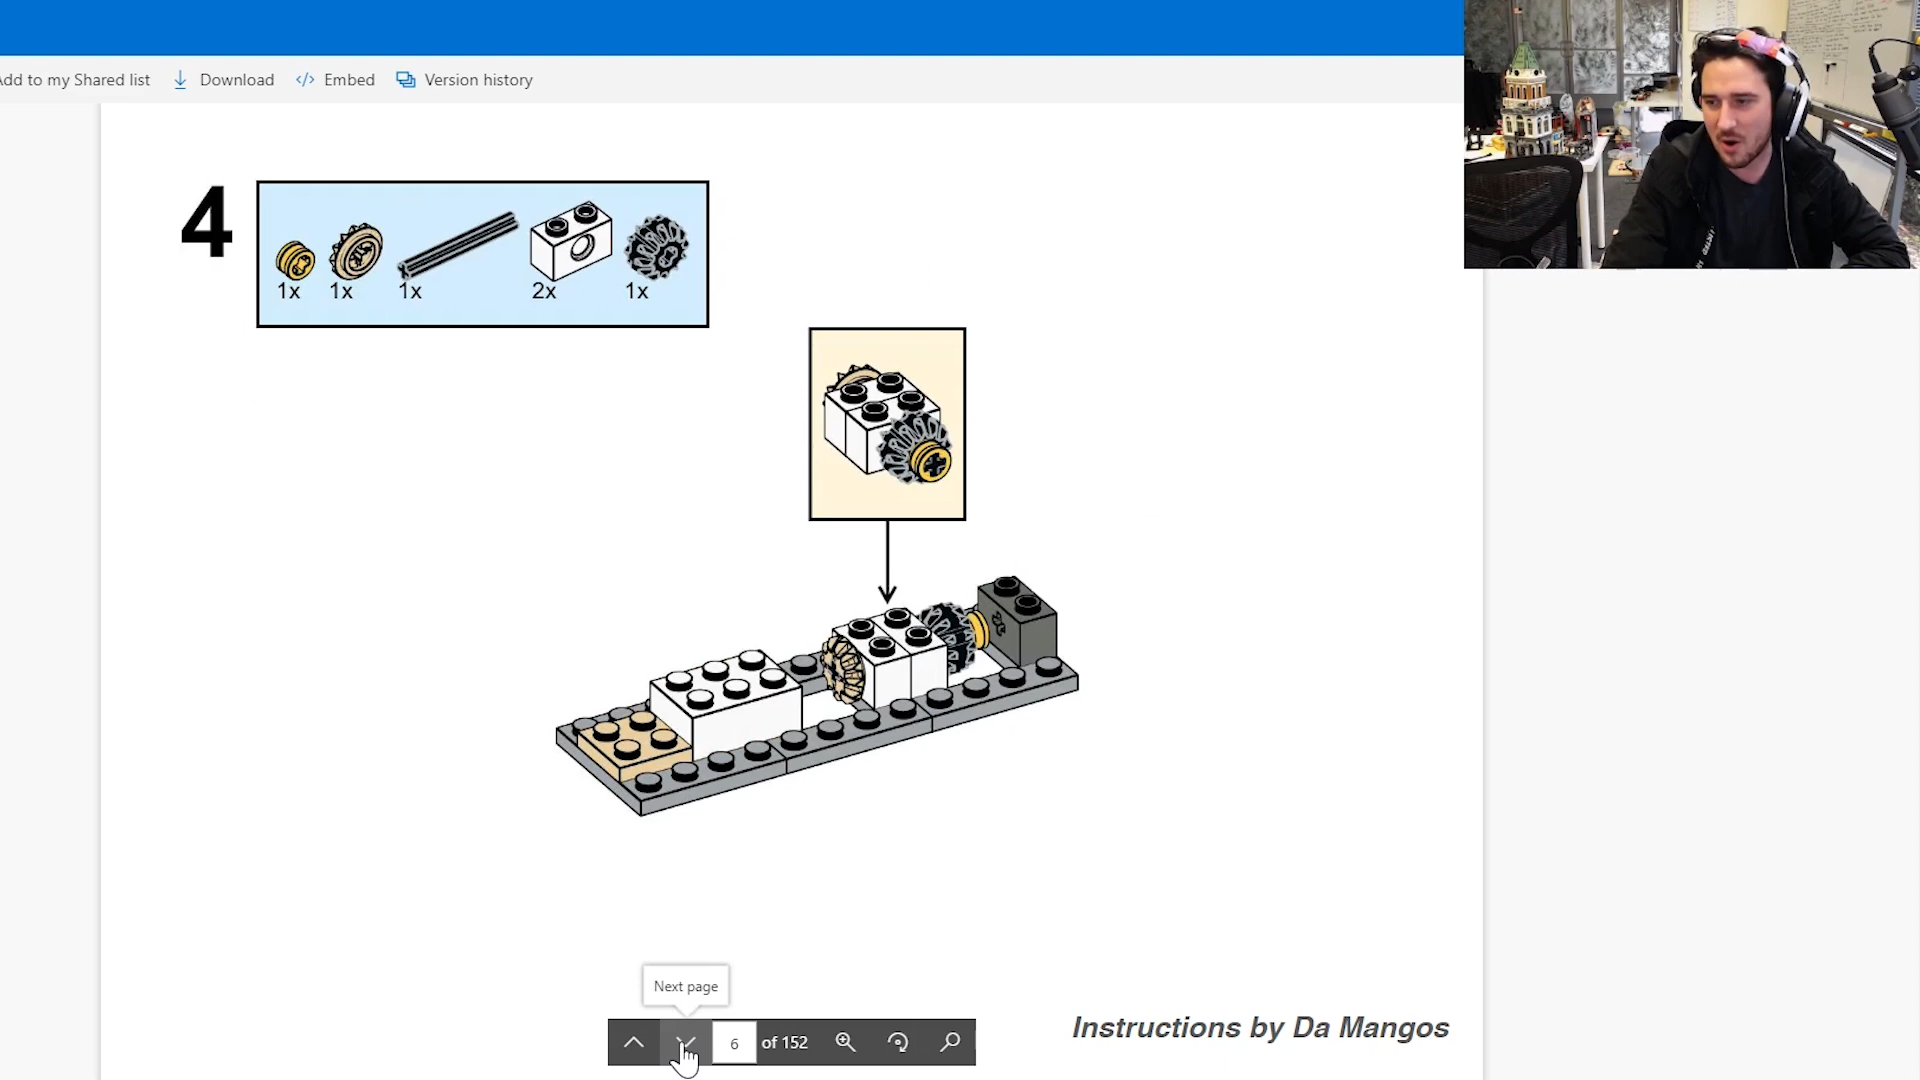 Add to my Shared list
Download
Embed
Version history
4
1x 1x 1x 2x 1x
Next page
6 of 152
Instructions by Da Mangos